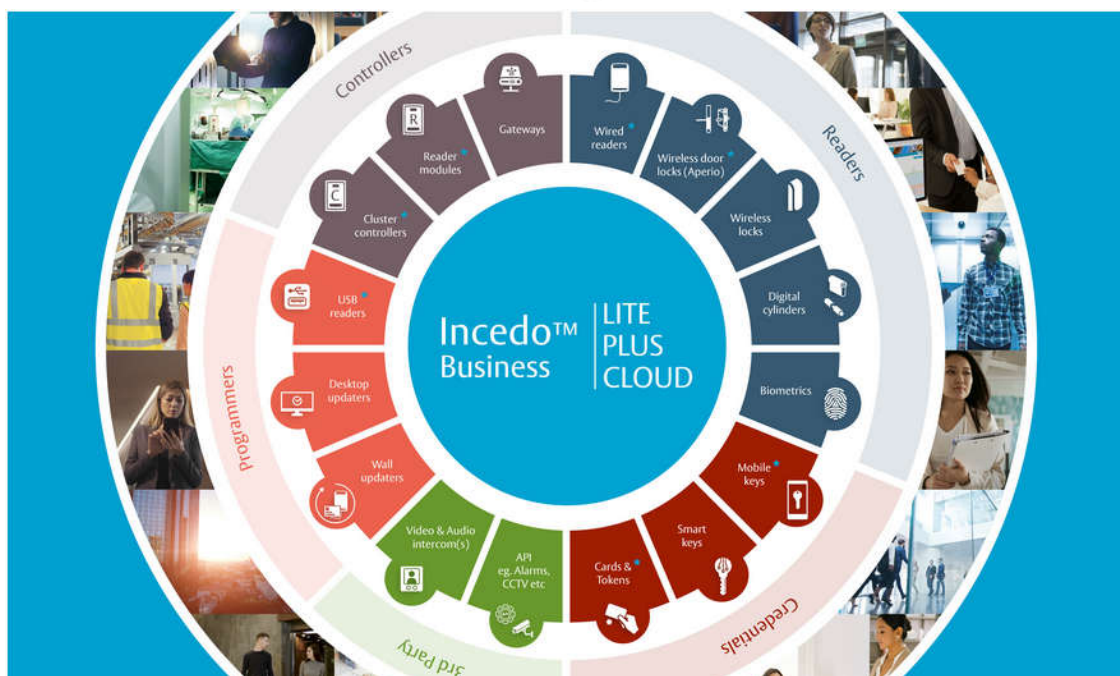 Controllers
Readers
Credentials
3rd Party
Programmers
Gateways
Wired *
readers
Wireless door *
locks (Aperio)
Wireless
locks
Digital
cylinders
Biometrics
Mobile *
keys
Smart
keys
Cards & *
Tokens
API
eg. Alarms,
CCTV etc
Video & Audio
intercom(s)
Wall
updaters
Desktop
updaters
USB *
readers
Cluster *
controllers
C
Reader *
modules
R
Incedo™
Business
LITE
PLUS
CLOUD